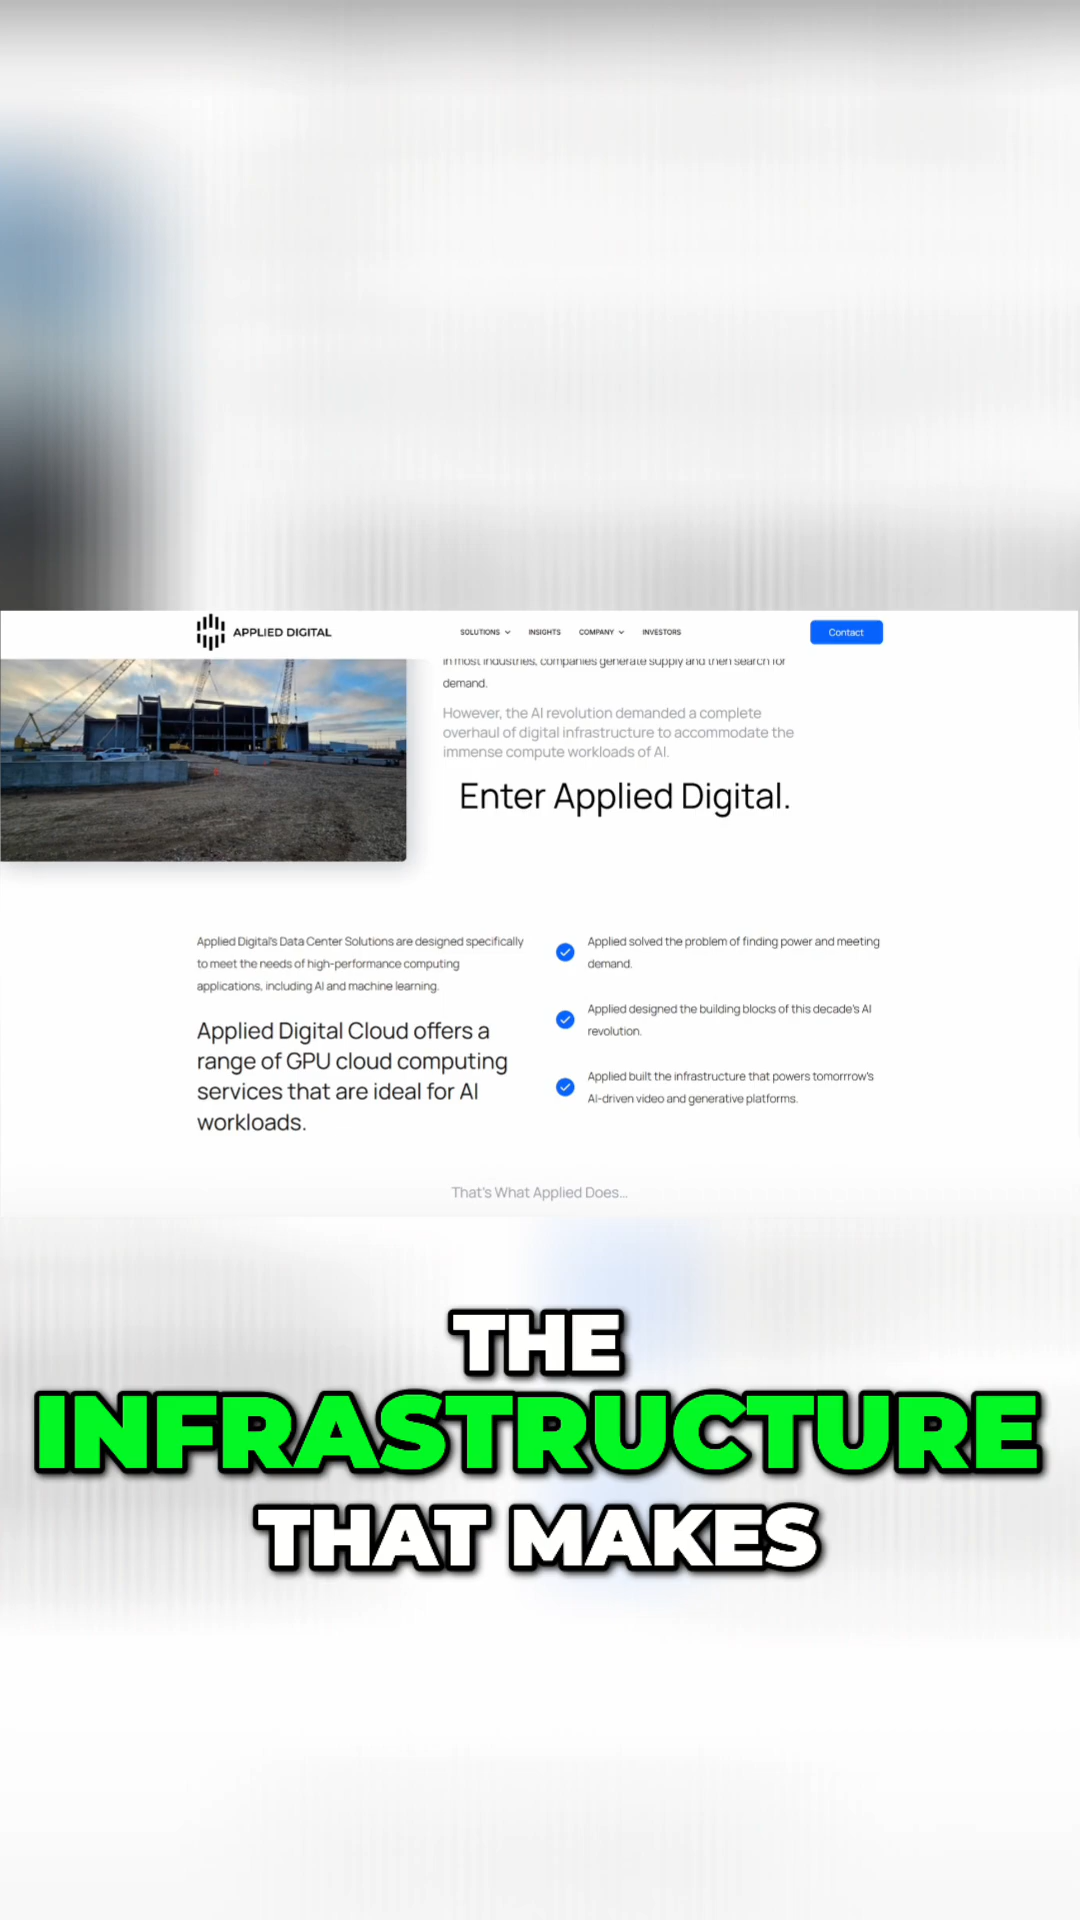 APPLIED DIGITAL
SOLUTIONS
INSIGHTS
COMPANY
INVESTORS
Contact
In most industries, companies generate supply and then search for
demand.
However, the AI revolution demanded a complete
overhaul of digital infrastructure to accommodate the
immense compute workloads of AI.
Enter Applied Digital.
Applied Digital's Data Center Solutions are designed specifically
to meet the needs of high-performance computing
applications, including AI and machine learning.
Applied Digital Cloud offers a
range of GPU cloud computing
services that are ideal for AI
workloads.
Applied solved the problem of finding power and meeting
demand.
Applied designed the building blocks of this decade's AI
revolution.
Applied built the infrastructure that powers tomorrrow's
AI-driven video and generative platforms.
That's What Applied Does...
THE
INFRASTRUCTURE
THAT MAKES